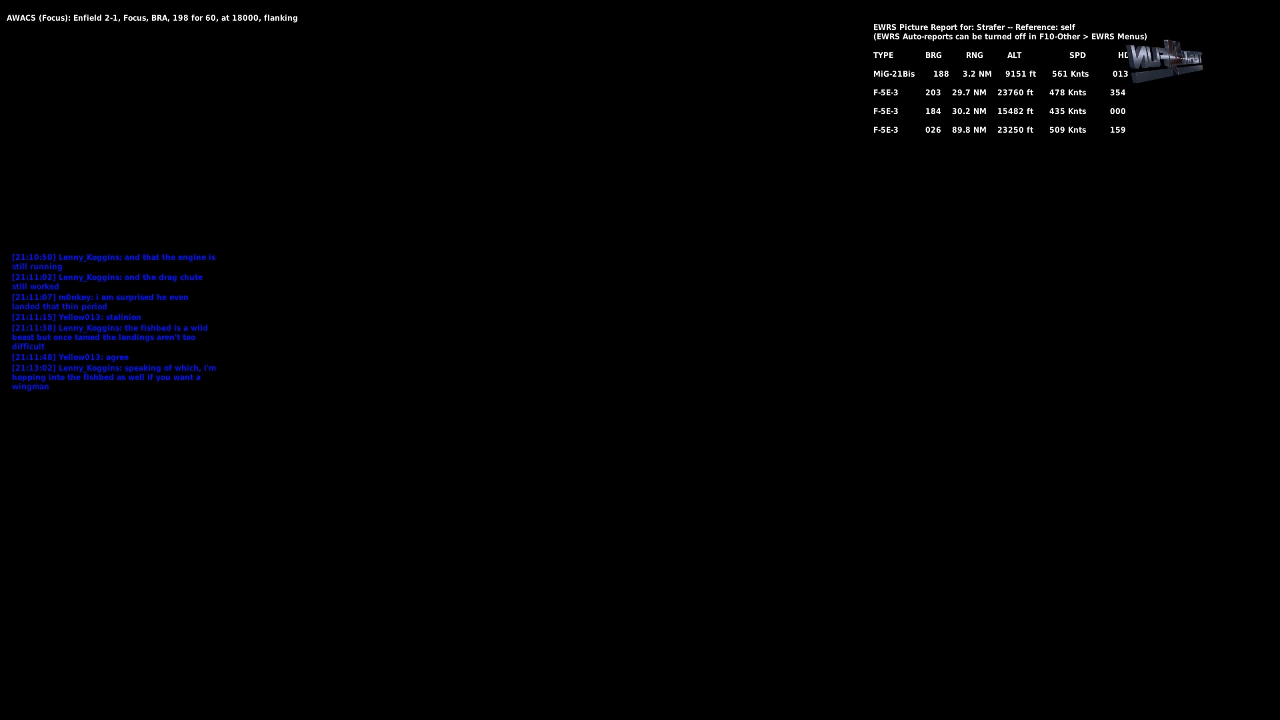 AWACS (Focus): Enfield 2-1, Focus, BRA, 198 for 60, at 18000, flanking
EWRS Picture Report for: Strafer -- Reference: self
(EWRS Auto-reports can be turned off in F10-Other > EWRS Menus)
TYPE BRG RNG ALT SPD
MiG-21Bis 188 3.2 NM 9151 ft 561 Knts 013
F-5E-3 203 29.7 NM 23760 ft 478 Knts 354
F-5E-3 184 30.2 NM 15482 ft 435 Knts 000
F-5E-3 026 89.8 NM 23250 ft 509 Knts 159
[21:10:50] Lenny_Koggins: and that the engine is
still running
[21:11:02] Lenny_Koggins: and the drag chute
still worked
[21:11:07] m0nkey: i am surprised he even
landed that thin period
[21:11:15] Yellow013: stalinion
[21:11:38] Lenny_Koggins: the fishbed is a wild
beast but once tamed the landings aren't too
difficult
[21:11:48] Yellow013: agree
[21:13:02] Lenny_Koggins: speaking of which, i'm
hopping into the fishbed as well if you want a
wingman